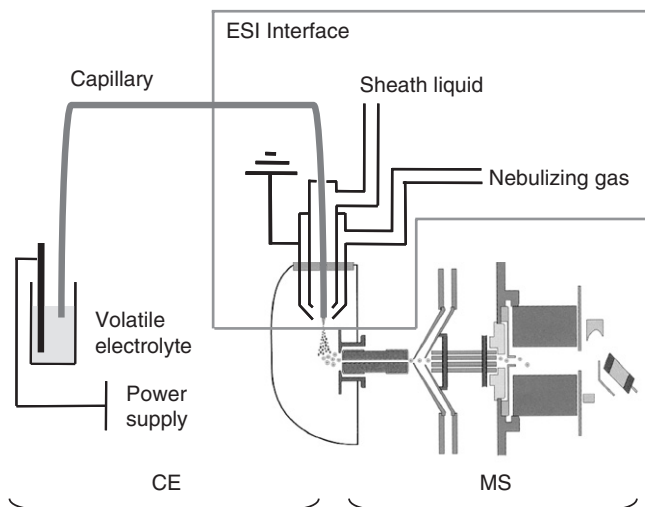 ESI Interface
Capillary
Sheath liquid
Nebulizing gas
Volatile
electrolyte
Power
supply
CE
MS